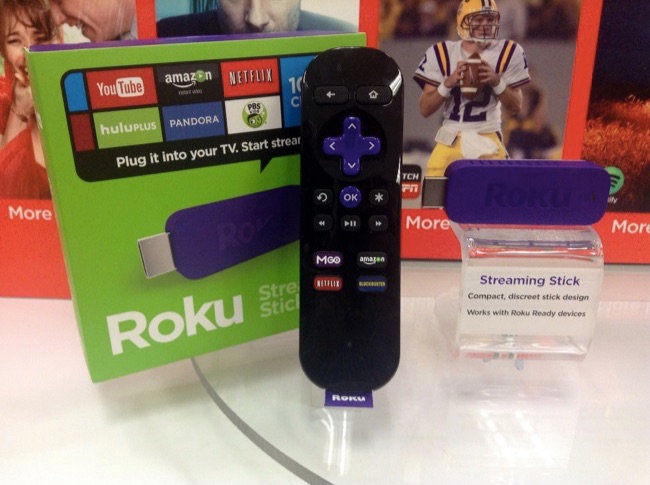 YouTube
amazon
instant video
NETFLIX
huluPLUS
PANDORA
PBS
KIDS
Plug it into your TV. Start strea
Roku
Roku
Stre
Stic
OK
M GO
amazon
NETFLIX
BLOCKBUSTER
Roku
12
TCH
ESPN
Roku
Streaming Stick
Compact, discreet stick design
Works with Roku Ready devices
More
More
More